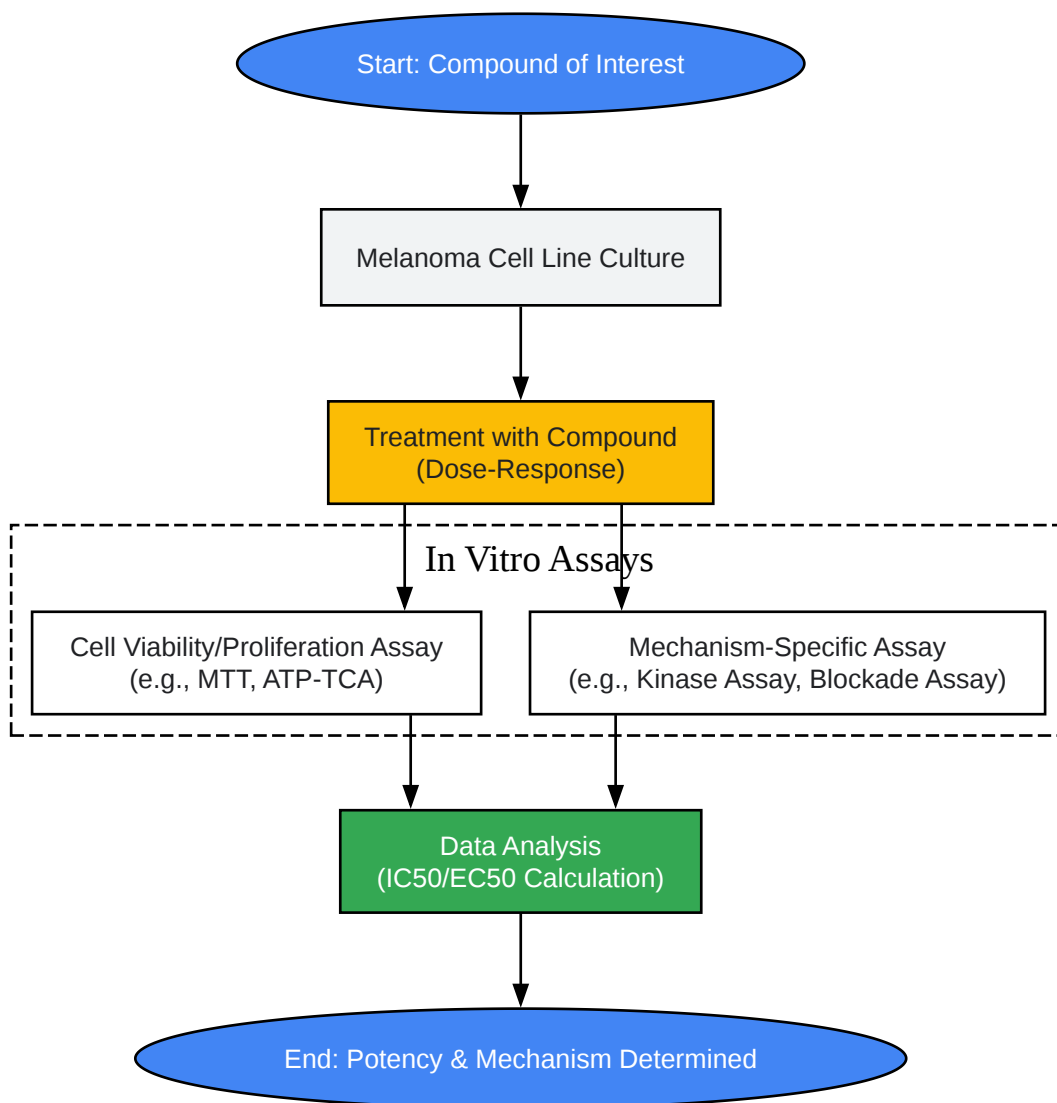 Start: Compound of Interest
Melanoma Cell Line Culture
Treatment with Compound
(Dose-Response)
In Vitro Assays
Cell Viability/Proliferation Assay
(e.g., MTT, ATP-TCA)
Mechanism-Specific Assay
(e.g., Kinase Assay, Blockade Assay)
Data Analysis
(IC50/EC50 Calculation)
End: Potency & Mechanism Determined